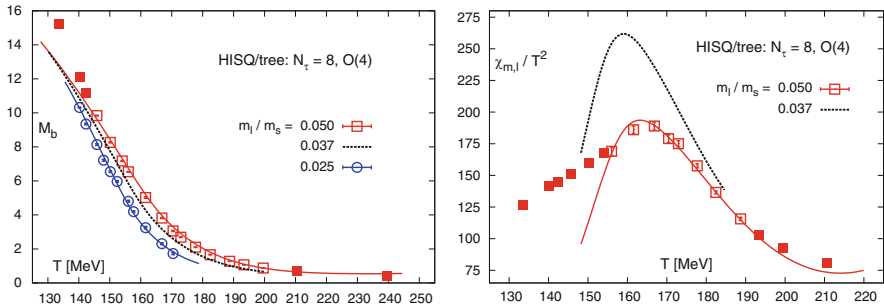 16
14
12
10
8
6
4
2
0
M_b
HISQ/tree: N_τ = 8, O(4)
m_l / m_s = 0.050
0.037
0.025
T [MeV]
130 140 150 160 170 180 190 200 210 220 230 240 250
275
250
225
200
175
150
125
100
75
χ_{m,l} / T^2
HISQ/tree: N_τ = 8, O(4)
m_l / m_s = 0.050
0.037
T [MeV]
130 140 150 160 170 180 190 200 210 220